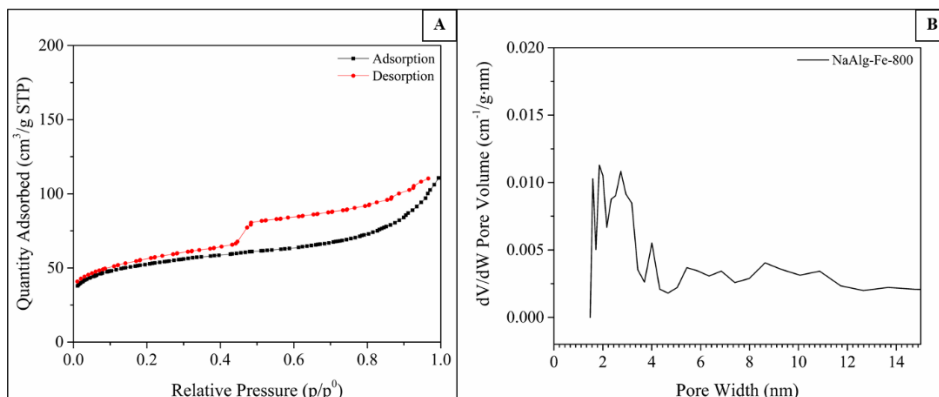 A
200
150
100
50
0
Quantity Adsorbed (cm³/g STP)
Adsorption
Desorption
0.0 0.2 0.4 0.6 0.8 1.0
Relative Pressure (p/p⁰)
B
0.020
0.015
0.010
0.005
0.000
dV/dW Pore Volume (cm⁻¹/g·nm)
NaAlg-Fe-800
0 2 4 6 8 10 12 14
Pore Width (nm)